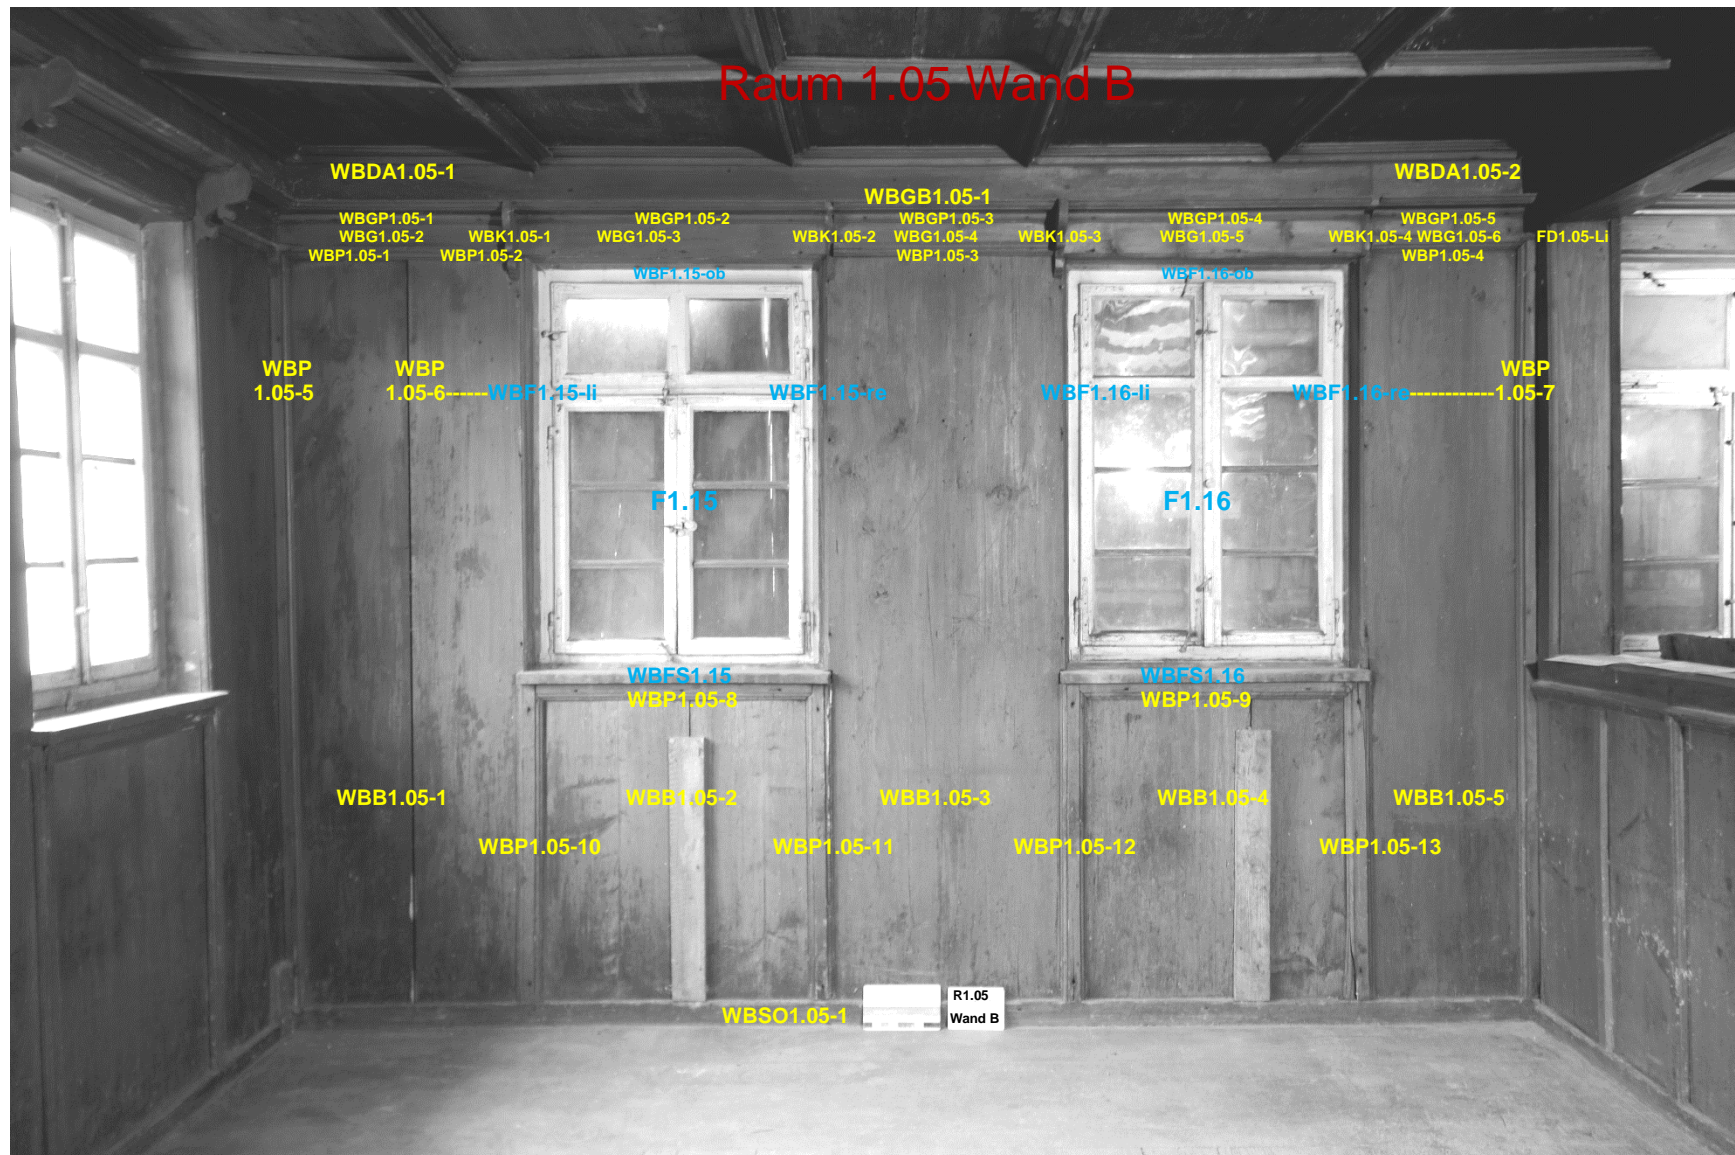 Raum 1.05 Wand B
WBDA1.05-1 WBDA1.05-2
WBGB1.05-1
WBGP1.05-1 WBGP1.05-2 WBGP1.05-3 WBGP1.05-4 WBGP1.05-5
WBG1.05-2 WBK1.05-1 WBG1.05-3 WBK1.05-2 WBG1.05-4 WBK1.05-3 WBG1.05-5 WBK1.05-4 WBG1.05-6 FD1.05-Li
WBP1.05-1 WBP1.05-2 WBP1.05-3 WBP1.05-4
WBF1.15-ob WBF1.16-ob
WBP WBP WBP
1.05-5 1.05-6------WBF1.15-li WBF1.15-re WBF1.16-li WBF1.16-re------------1.05-7
F1.15 F1.16
WBFS1.15 WBFS1.16
WBP1.05-8 WBP1.05-9
WBB1.05-1 WBB1.05-2 WBB1.05-3 WBB1.05-4 WBB1.05-5
WBP1.05-10 WBP1.05-11 WBP1.05-12 WBP1.05-13
R1.05
WBSO1.05-1 Wand B